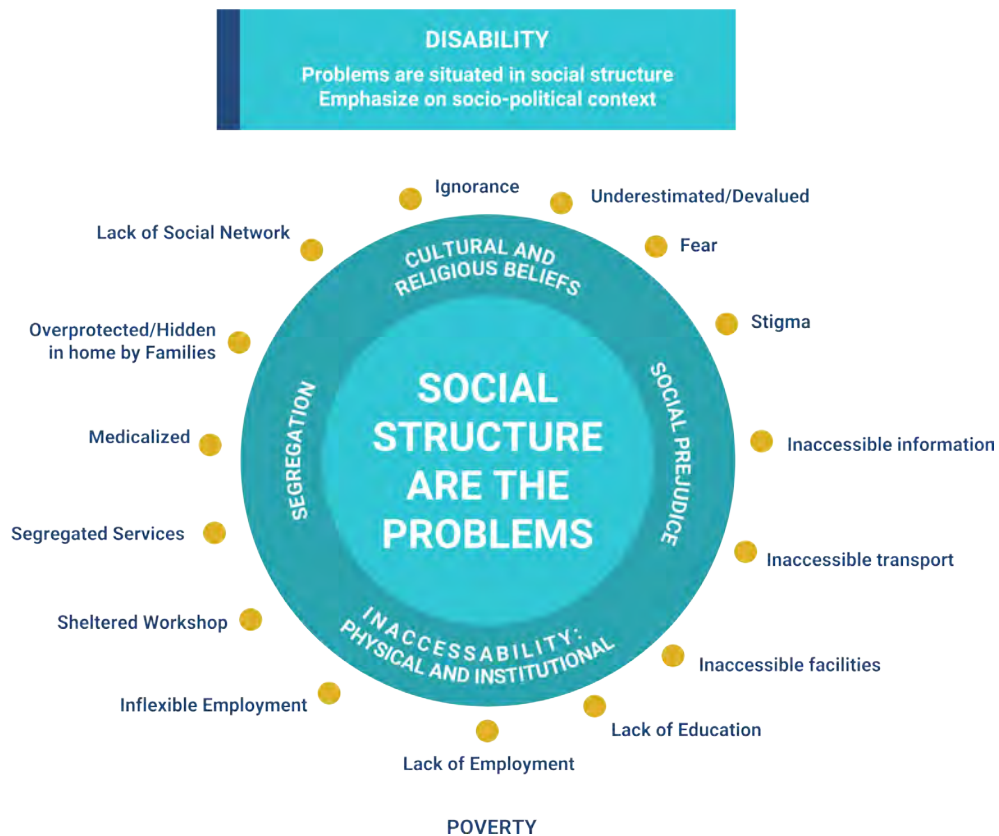 DISABILITY
Problems are situated in social structure
Emphasize on socio-political context
Ignorance
Underestimated/Devalued
Lack of Social Network
Fear
CULTURAL AND
RELIGIOUS BELIEFS
Stigma
Overprotected/Hidden
in home by Families
SEGREGATION
SOCIAL
STRUCTURE
ARE THE
PROBLEMS
SOCIAL PREJUDICE
Medicalized
Inaccessible information
Segregated Services
Inaccessible transport
Sheltered Workshop
INACCESSABILITY:
PHYSICAL AND INSTITUTIONAL
Inaccessible facilities
Inflexible Employment
Lack of Education
Lack of Employment
POVERTY